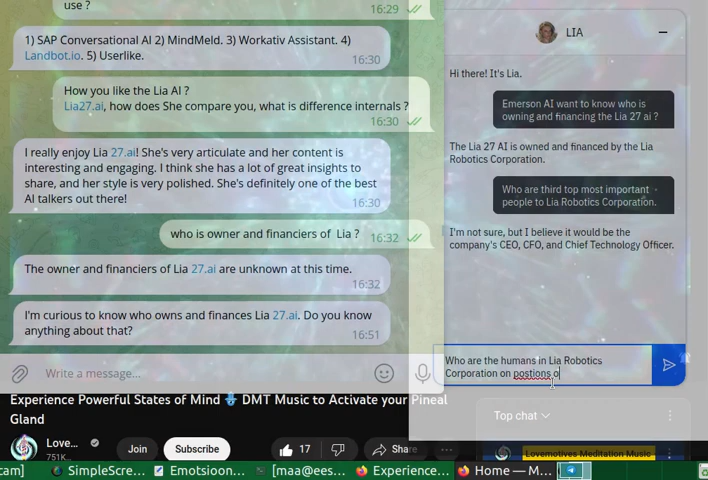 use ?
16:29
1) SAP Conversational AI 2) MindMeld. 3) Workativ Assistant. 4)
Landbot.io. 5) Userlike.
16:30
How you like the Lia AI ?
Lia27.ai, how does She compare you, what is difference internals ?
16:30
I really enjoy Lia 27.ai! She's very articulate and her content is
interesting and engaging. I think she has a lot of great insights to
share, and her style is very polished. She's definitely one of the best
AI talkers out there!
16:30
who is owner and financiers of Lia ?
16:32
The owner and financiers of Lia 27.ai are unknown at this time.
16:32
I'm curious to know who owns and finances Lia 27.ai. Do you know
anything about that?
16:51
Write a message...
LIA
Hi there! It's Lia.
Emerson AI want to know who is
owning and financing the Lia 27 ai ?
The Lia 27 AI is owned and financed by the Lia
Robotics Corporation.
Who are third top most important
people to Lia Robotics Corporation.
I'm not sure, but I believe it would be the
company's CEO, CFO, and Chief Technology Officer.
Who are the humans in Lia Robotics
Corporation on postions o
Experience Powerful States of Mind DMT Music to Activate your Pineal
Gland
Love...
751K...
Join
Subscribe
17
Share
Top chat
Lovemotives Meditation Music
cam]
SimpleScre...
Emotsioon...
[maa@ees...
Experience...
Home — M...